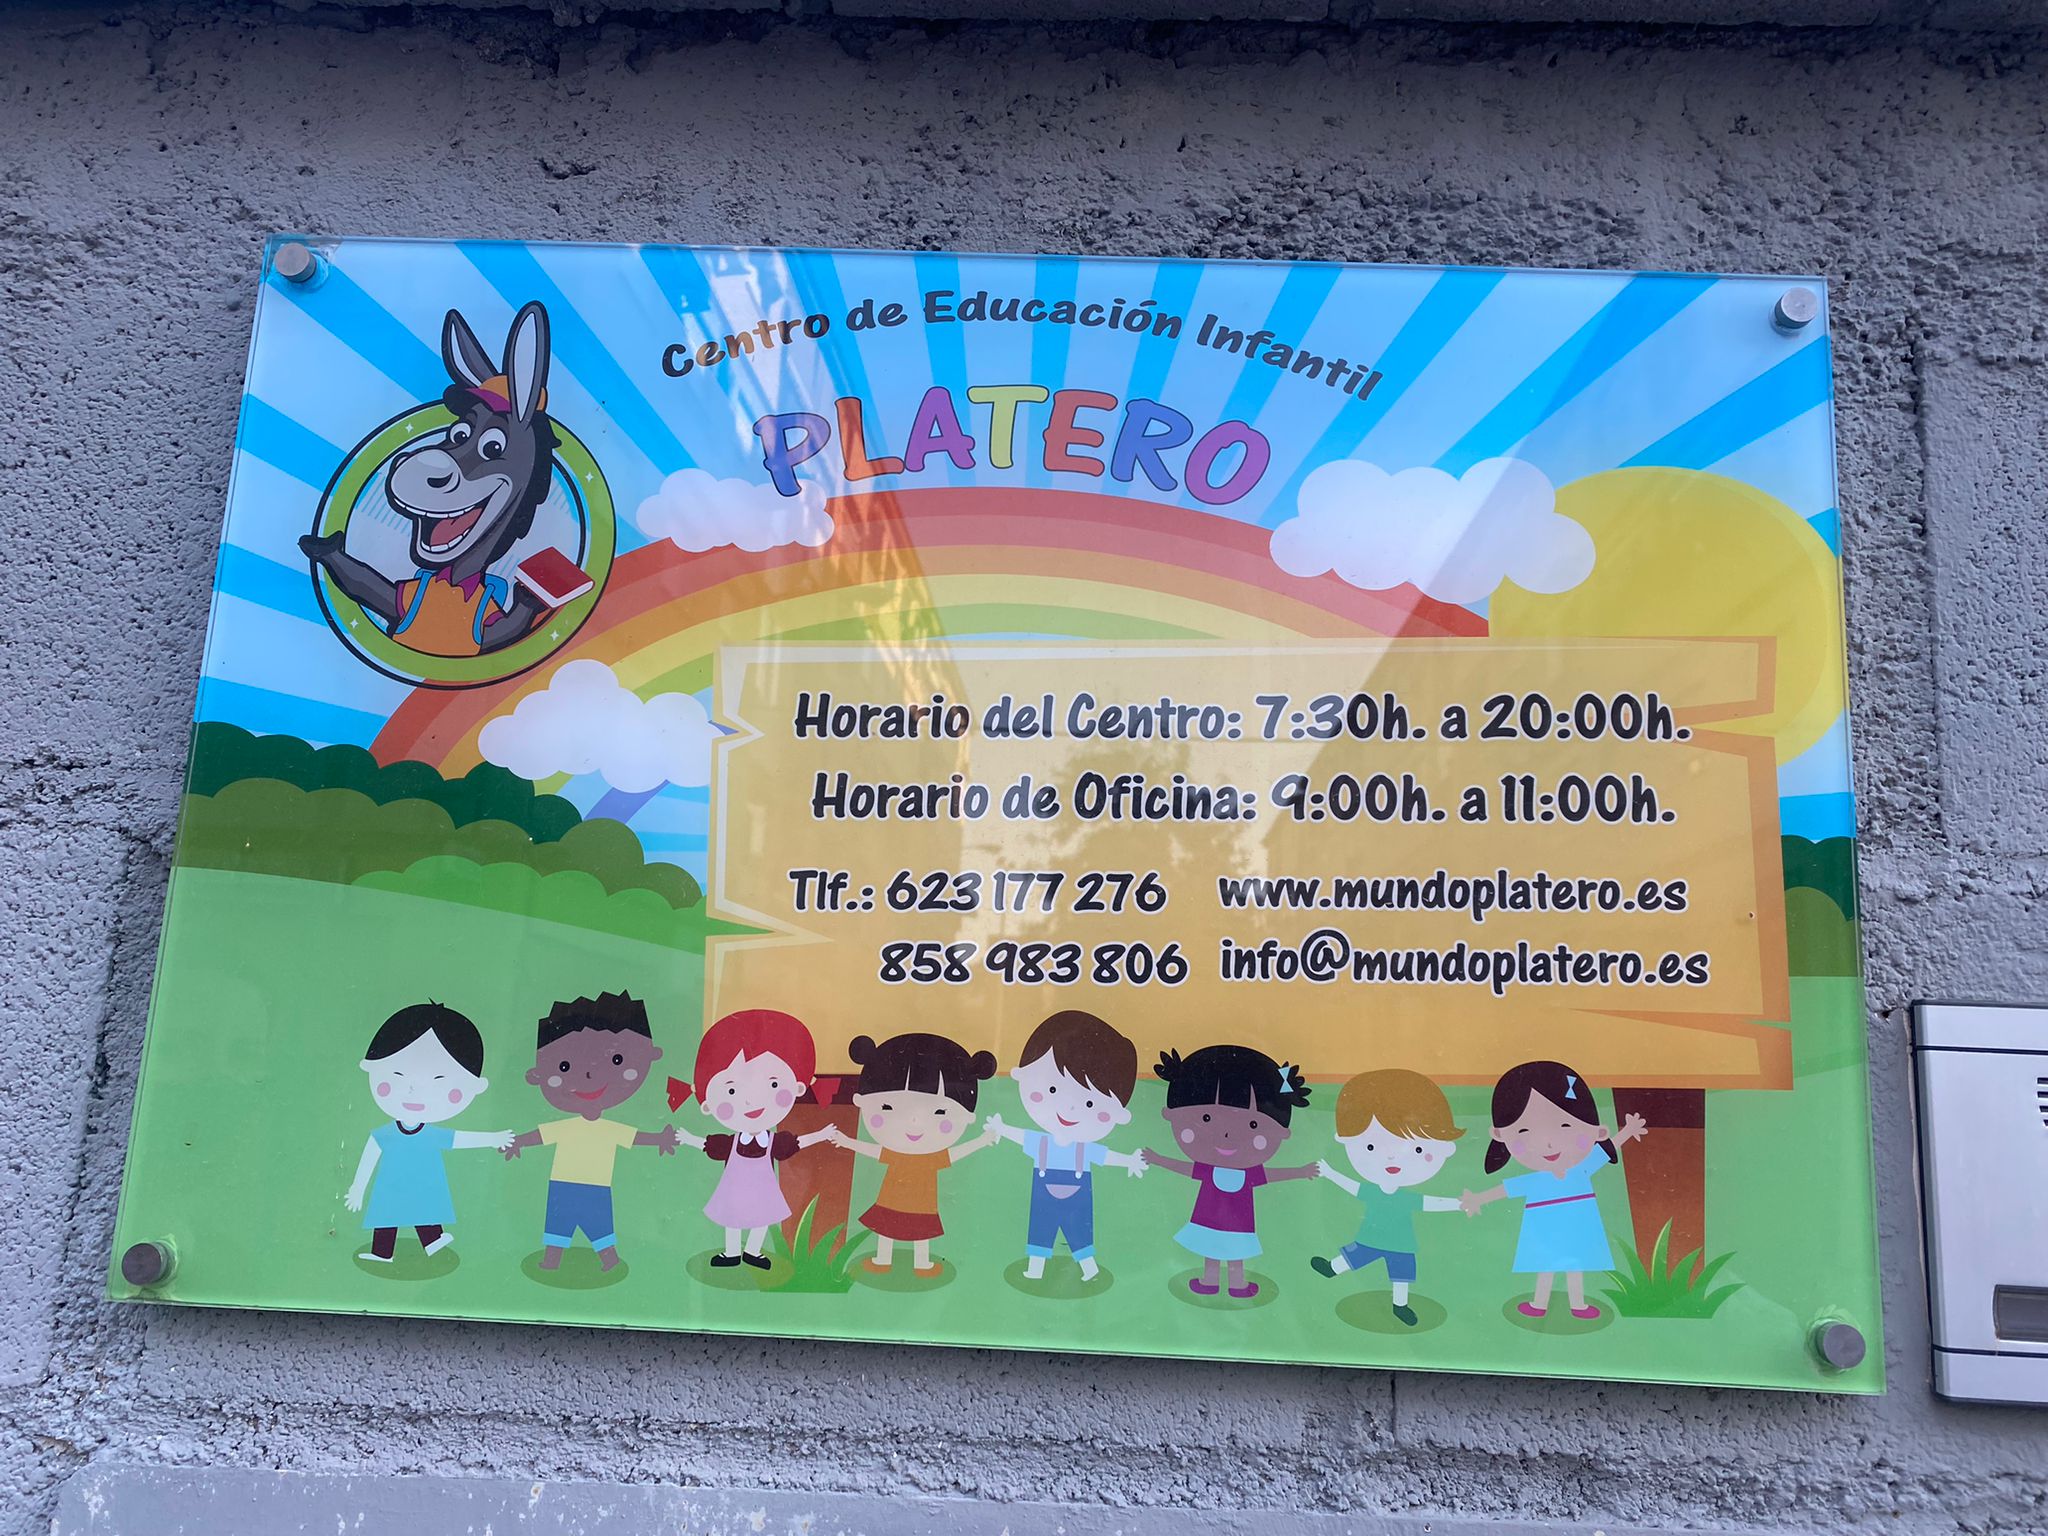 Centro de Educación Infantil
PLATERO
Horario del Centro: 7:30h. a 20:00h.
Horario de Oficina: 9:00h. a 11:00h.
Tlf.: 623 177 276 www.mundoplatero.es
858 983 806 info@mundoplatero.es